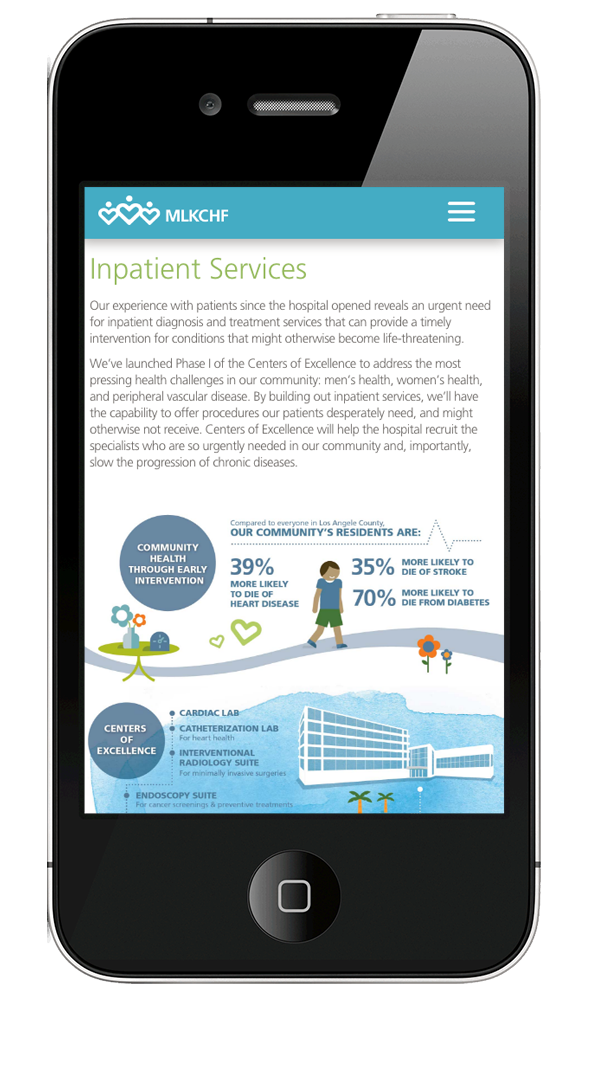 MLKCHF
Inpatient Services
Our experience with patients since the hospital opened reveals an urgent need
for inpatient diagnosis and treatment services that can provide a timely
intervention for conditions that might otherwise become life-threatening.
We've launched Phase I of the Centers of Excellence to address the most
pressing health challenges in our community: men's health, women's health,
and peripheral vascular disease. By building out inpatient services, we'll have
the capability to offer procedures our patients desperately need, and might
otherwise not receive. Centers of Excellence will help the hospital recruit the
specialists who are so urgently needed in our community and, importantly,
slow the progression of chronic diseases.
COMMUNITY
HEALTH
THROUGH EARLY
INTERVENTION
Compared to everyone in Los Angele County,
OUR COMMUNITY'S RESIDENTS ARE:
39%
MORE LIKELY
TO DIE OF
HEART DISEASE
35% MORE LIKELY TO
DIE OF STROKE
70% MORE LIKELY TO
DIE FROM DIABETES
CENTERS
OF
EXCELLENCE
CARDIAC LAB
CATHETERIZATION LAB
For heart health
INTERVENTIONAL
RADIOLOGY SUITE
For minimally invasive surgeries
ENDOSCOPY SUITE
For cancer screenings & preventive treatments